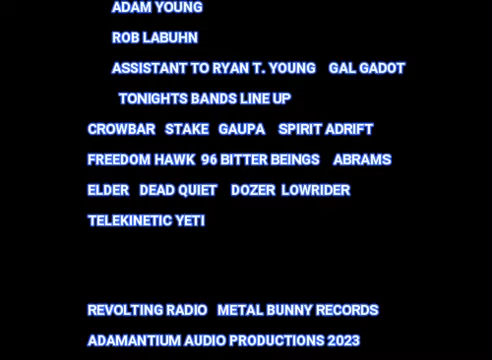 ADAM YOUNG
ROB LABUHN
ASSISTANT TO RYAN T. YOUNG GAL GADOT
TONIGHTS BANDS LINE UP
CROWBAR STAKE GAUPA SPIRIT ADRIFT
FREEDOM HAWK 96 BITTER BEINGS ABRAMS
ELDER DEAD QUIET DOZER LOWRIDER
TELEKINETIC YETI
REVOLTING RADIO METAL BUNNY RECORDS
ADAMANTIUM AUDIO PRODUCTIONS 2023